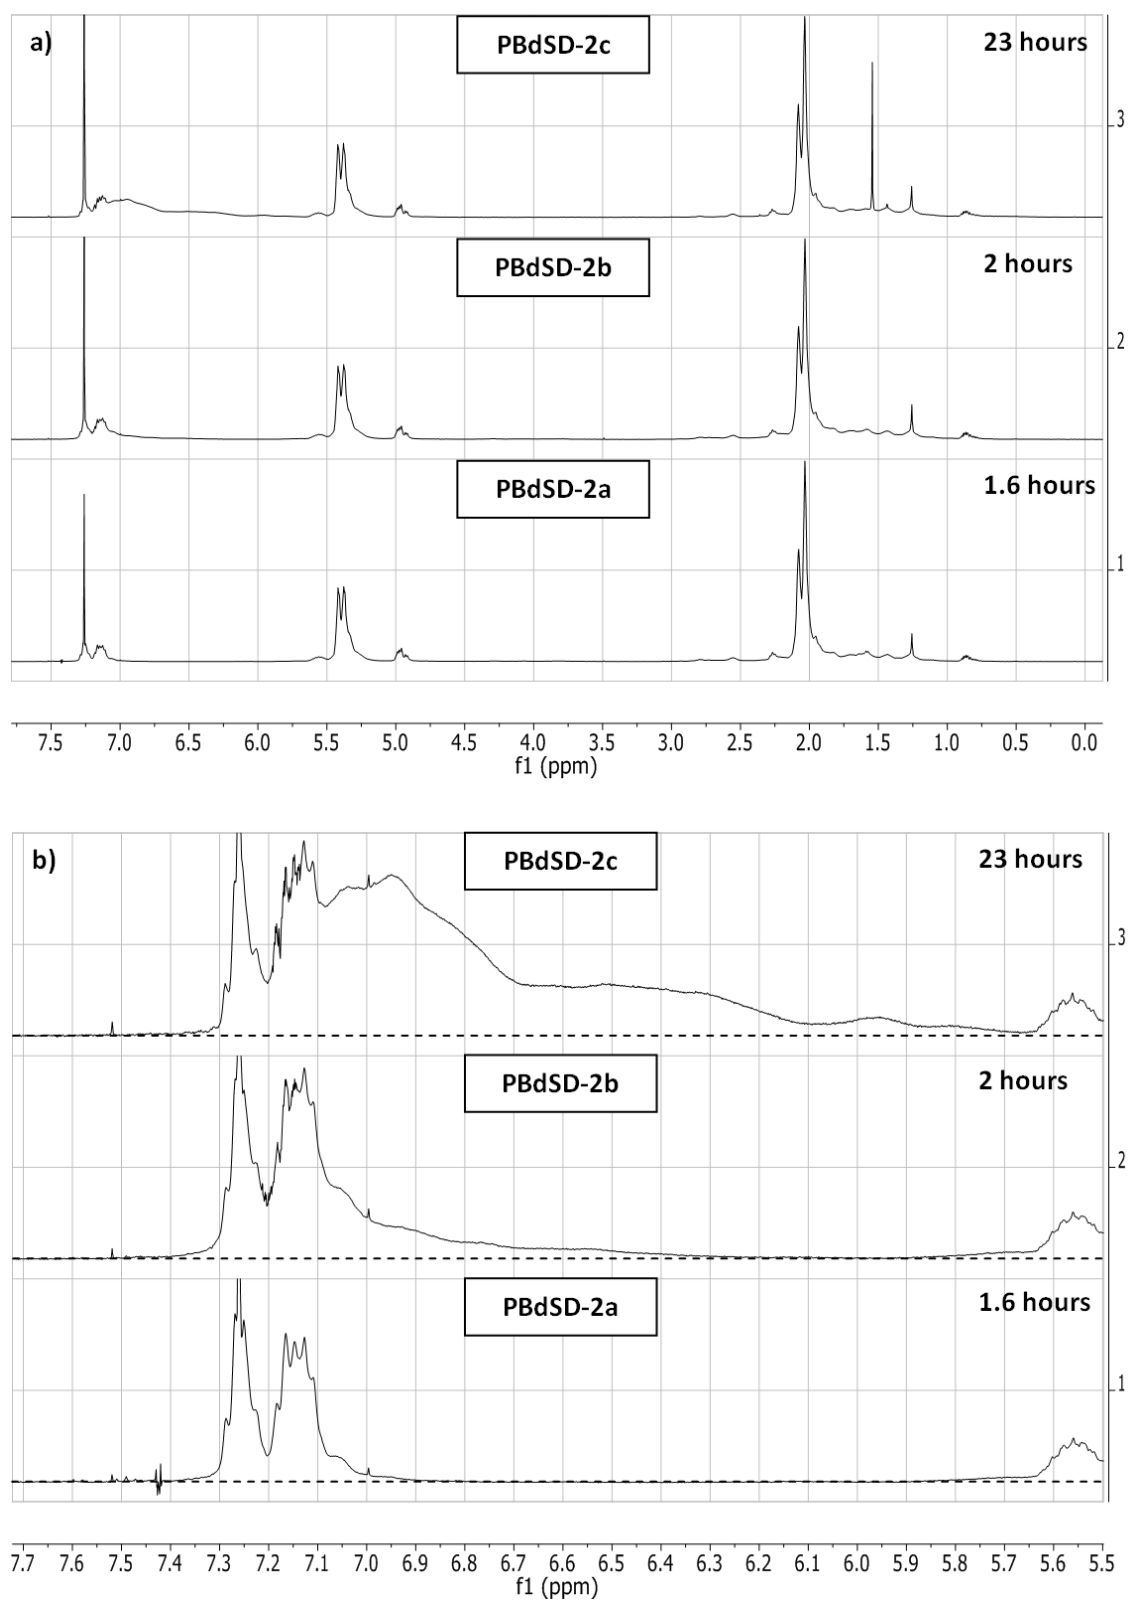 a)
PBdSD-2c
23 hours
3
PBdSD-2b
2 hours
2
PBdSD-2a
1.6 hours
1
7.5 7.0 6.5 6.0 5.5 5.0 4.5 4.0 3.5 3.0 2.5 2.0 1.5 1.0 0.5 0.0
f1 (ppm)
b)
PBdSD-2c
23 hours
3
PBdSD-2b
2 hours
2
PBdSD-2a
1.6 hours
1
7.7 7.6 7.5 7.4 7.3 7.2 7.1 7.0 6.9 6.8 6.7 6.6 6.5 6.4 6.3 6.2 6.1 6.0 5.9 5.8 5.7 5.6 5.5
f1 (ppm)